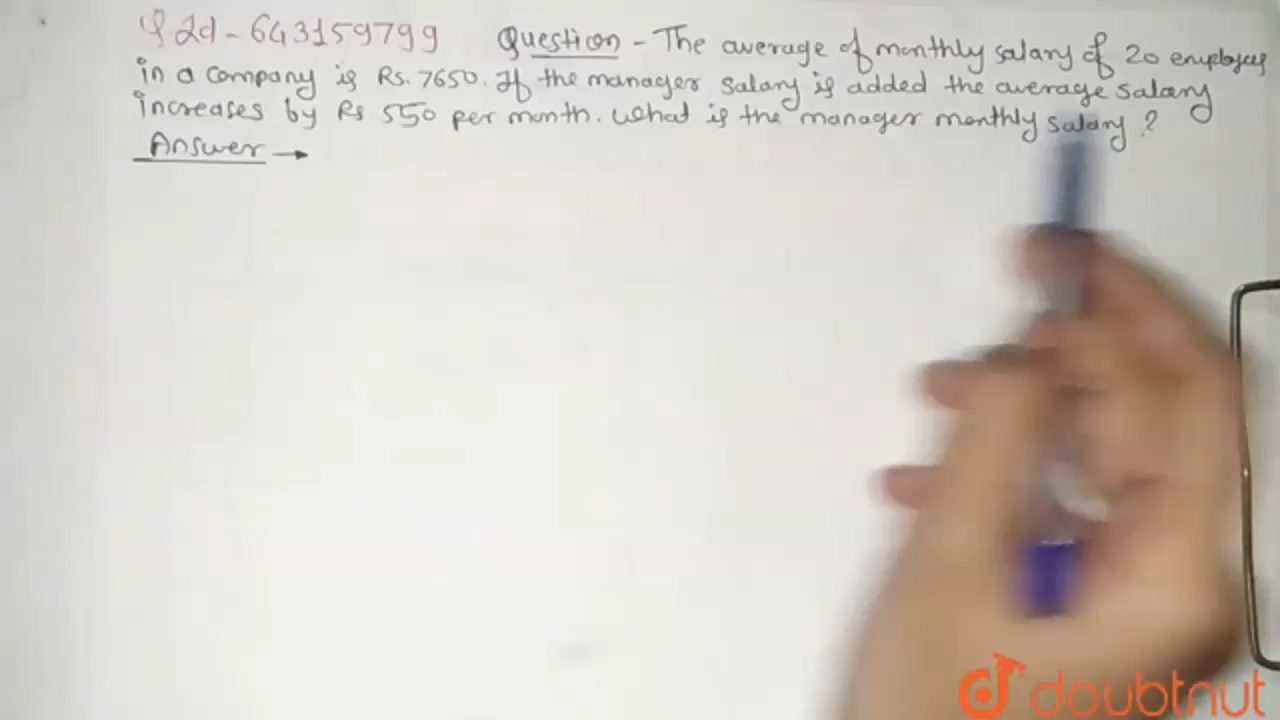 Q Id - 643159799 Question - The average of monthly salary of 20 employees
in a company is Rs. 7650. If the manager salary is added the average salary
increases by Rs 550 per month. What is the manager monthly salary ?
Answer →
doubtnut